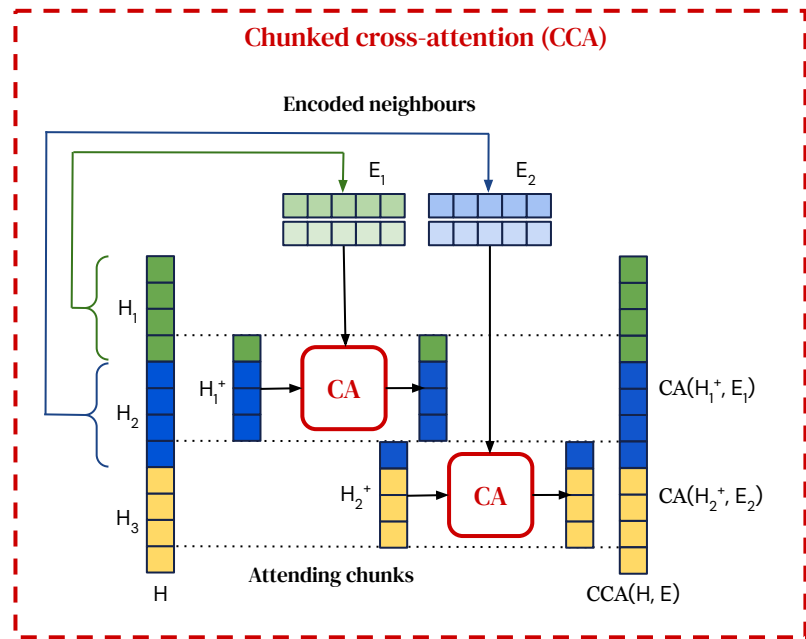 Chunked cross-attention (CCA)
Encoded neighbours
E₁
E₂
H₁
H₁⁺
CA
CA(H₁⁺, E₁)
H₂
H₂⁺
CA
CA(H₂⁺, E₂)
H₃
Attending chunks
H
CCA(H, E)